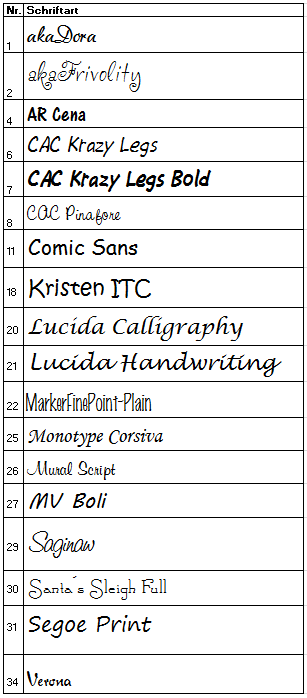 Nr. Schriftart
1 akaDora
2 akaFrivolity
4 AR Cena
6 CAC Krazy Legs
7 CAC Krazy Legs Bold
8 CAC Pinafore
11 Comic Sans
18 Kristen ITC
20 Lucida Calligraphy
21 Lucida Handwriting
22 MarkerFinePoint-Plain
25 Monotype Corsiva
26 Mural Script
27 MV Boli
29 Saginaw
30 Santa´s Sleigh Full
31 Segoe Print
34 Verona